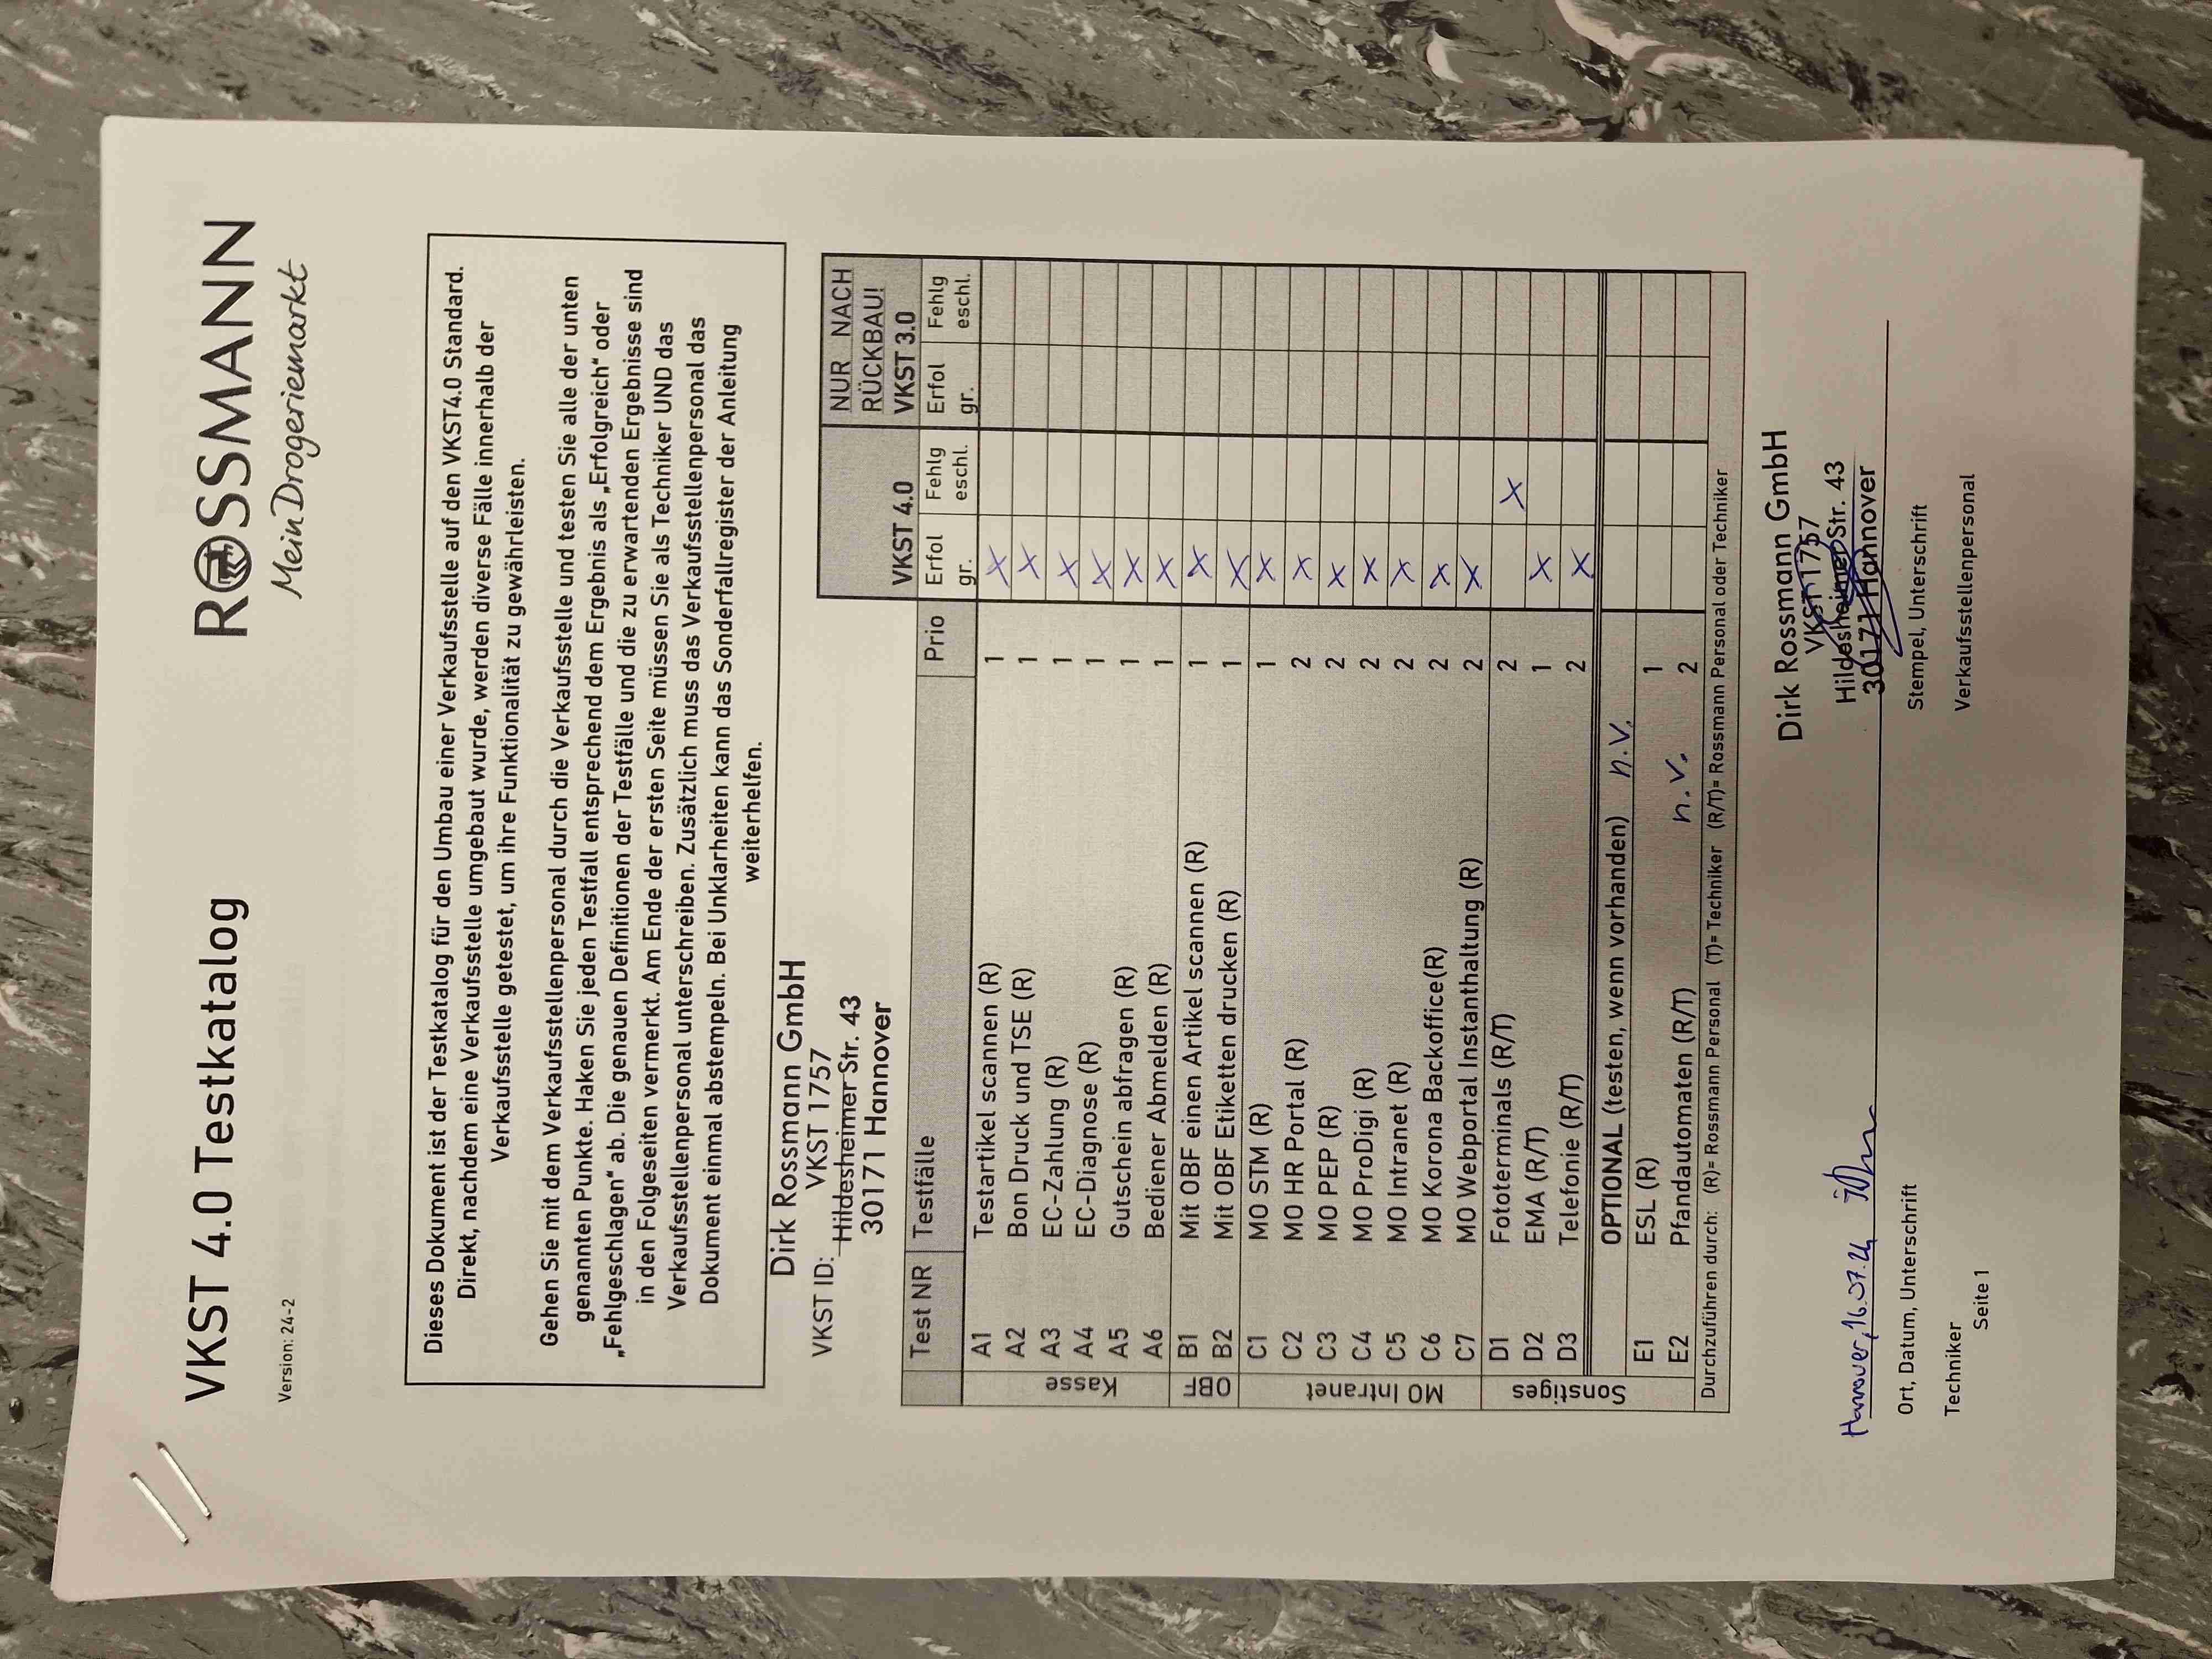 VKST 4.0 Testkatalog
ROSSMANN
Mein Drogeriemarkt
Version: 24-2
Dieses Dokument ist der Testkatalog für den Umbau einer Verkaufsstelle auf den VKST4.0 Standard.
Direkt, nachdem eine Verkaufsstelle umgebaut wurde, werden diverse Fälle innerhalb der
Verkaufsstelle getestet, um ihre Funktionalität zu gewährleisten.
Gehen Sie mit dem Verkaufsstellenpersonal durch die Verkaufsstelle und testen Sie alle der unten
genannten Punkte. Haken Sie jeden Testfall entsprechend dem Ergebnis als „Erfolgreich“ oder
„Fehlgeschlagen“ ab. Die genauen Definitionen der Testfälle und die zu erwartenden Ergebnisse sind
in den Folgeseiten vermerkt. Am Ende der ersten Seite müssen Sie als Techniker UND das
Verkaufsstellenpersonal unterschreiben. Zusätzlich muss das Verkaufsstellenpersonal das
Dokument einmal abstempeln. Bei Unklarheiten kann das Sonderfallregister der Anleitung
weiterhelfen.
Dirk Rossmann GmbH
VKST ID: VKST 1757
Hildesheimer Str. 43
30171 Hannover
NUR NACH
RÜCKBAU!
VKST 4.0 VKST 3.0
Test NR Testfälle Prio Erfol Fehlg Erfol Fehlg
gr. eschl. gr. eschl.
Kasse
A1 Testartikel scannen (R) 1 X
A2 Bon Druck und TSE (R) 1 X
A3 EC-Zahlung (R) 1 X
A4 EC-Diagnose (R) 1 X
A5 Gutschein abfragen (R) 1 X
A6 Bediener Abmelden (R) 1 X
OBF
B1 Mit OBF einen Artikel scannen (R) 1 X
B2 Mit OBF Etiketten drucken (R) 1 X
MO Intranet
C1 MO STM (R) 1 X
C2 MO HR Portal (R) 2 X
C3 MO PEP (R) 2 X
C4 MO ProDigi (R) 2 X
C5 MO Intranet (R) 2 X
C6 MO Korona Backoffice(R) 2 X
C7 MO Webportal Instanthaltung (R) 2 X
Sonstiges
D1 Fototerminals (R/T) 2 X
D2 EMA (R/T) 1 X
D3 Telefonie (R/T) 2 X
OPTIONAL (testen, wenn vorhanden) n.V.
E1 ESL (R) 1
E2 Pfandautomaten (R/T) n.V. 2
Durchzuführen durch: (R)= Rossmann Personal (T)= Techniker (R/T)= Rossmann Personal oder Techniker
Dirk Rossmann GmbH
VKST 1757
Hildesheimer Str. 43
30171 Hannover
Hannover, 16.07.24
Ort, Datum, Unterschrift
Stempel, Unterschrift
Techniker
Verkaufsstellenpersonal
Seite 1